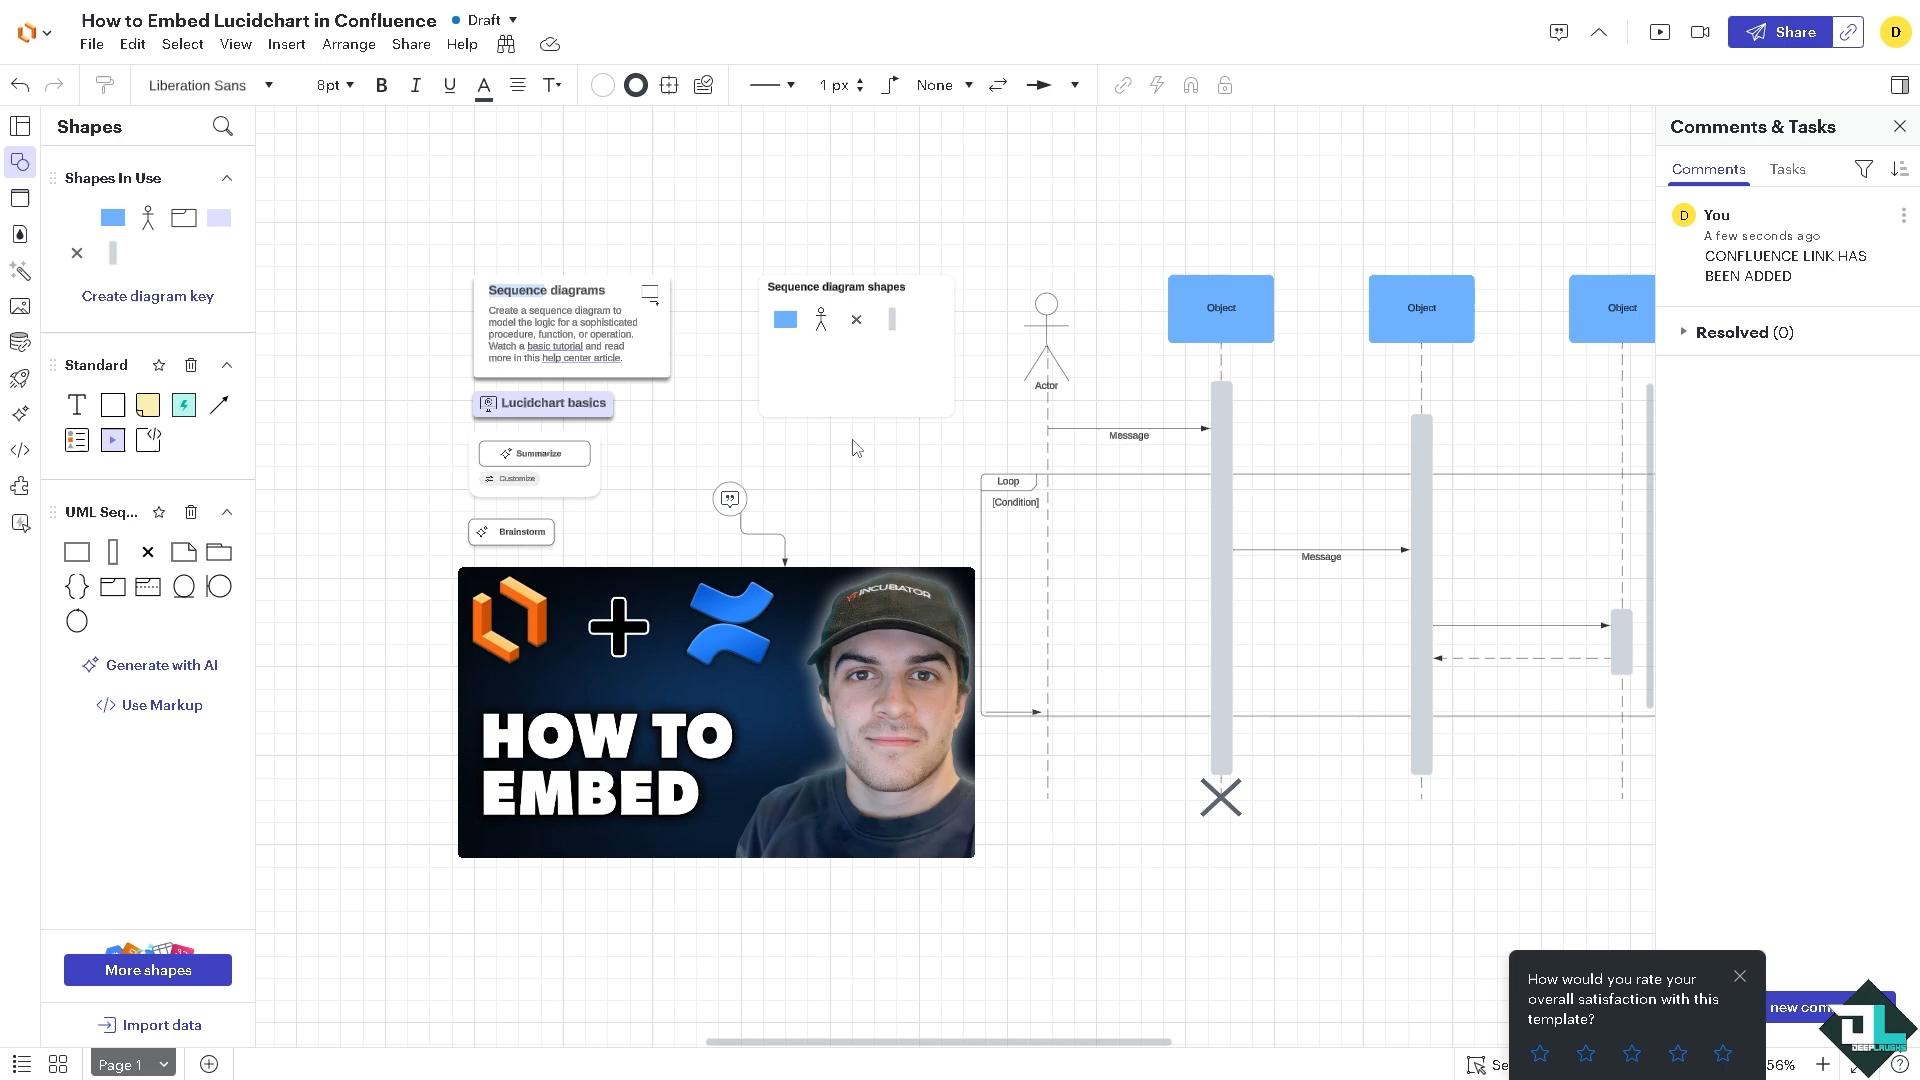 How to Embed Lucidchart in Confluence
Draft
File Edit Select View Insert Arrange Share Help
Share
D
Liberation Sans
8pt
B I U A T
1 px
None
Shapes
Shapes In Use
Create diagram key
Standard
T
UML Seq...
Generate with AI
Use Markup
More shapes
Import data
Page 1
Sequence diagrams
Create a sequence diagram to
model the logic for a sophisticated
procedure, function, or operation.
Watch a basic tutorial and read
more in this help center article.
Lucidchart basics
Summarize
Customize
Brainstorm
Sequence diagram shapes
YT INCUBATOR
HOW TO
EMBED
Actor
Object
Object
Object
Message
Loop
[Condition]
Message
Comments & Tasks
Comments Tasks
D You
A few seconds ago
CONFLUENCE LINK HAS
BEEN ADDED
Resolved (0)
How would you rate your
overall satisfaction with this
template?
new com
Se
56%
DEEPLAUGHS